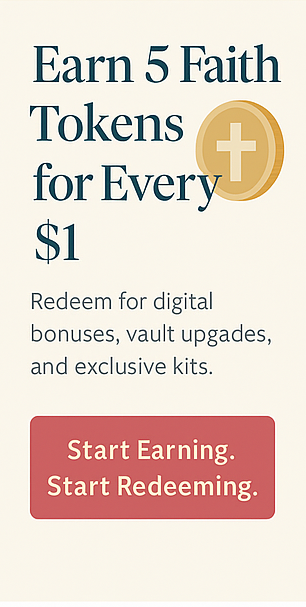 Earn 5 Faith
Tokens
for Every
$1
Redeem for digital
bonuses, vault upgades,
and exclusive kits.
Start Earning.
Start Redeeming.